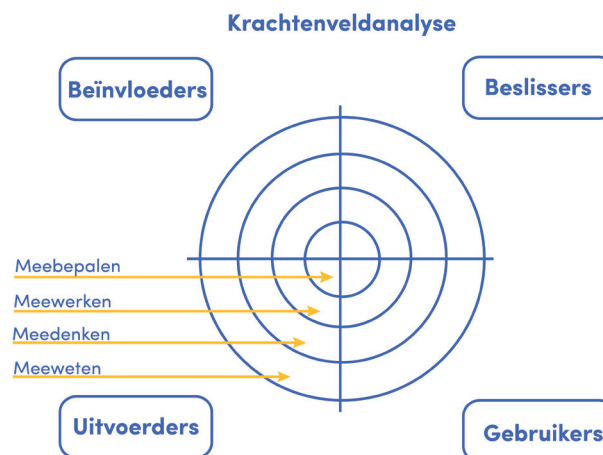 Krachtenveldanalyse
Beïnvloeders
Beslissers
Meebepalen
Meewerken
Meedenken
Meeweten
Uitvoerders
Gebruikers